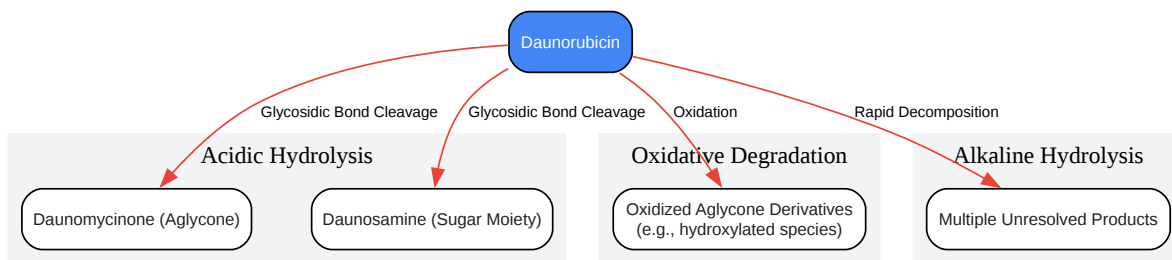 Daunorubicin
Glycosidic Bond Cleavage
Glycosidic Bond Cleavage
Oxidation
Rapid Decomposition
Acidic Hydrolysis
Oxidative Degradation
Alkaline Hydrolysis
Daunomycinone (Aglycone)
Daunosamine (Sugar Moiety)
Oxidized Aglycone Derivatives
(e.g., hydroxylated species)
Multiple Unresolved Products